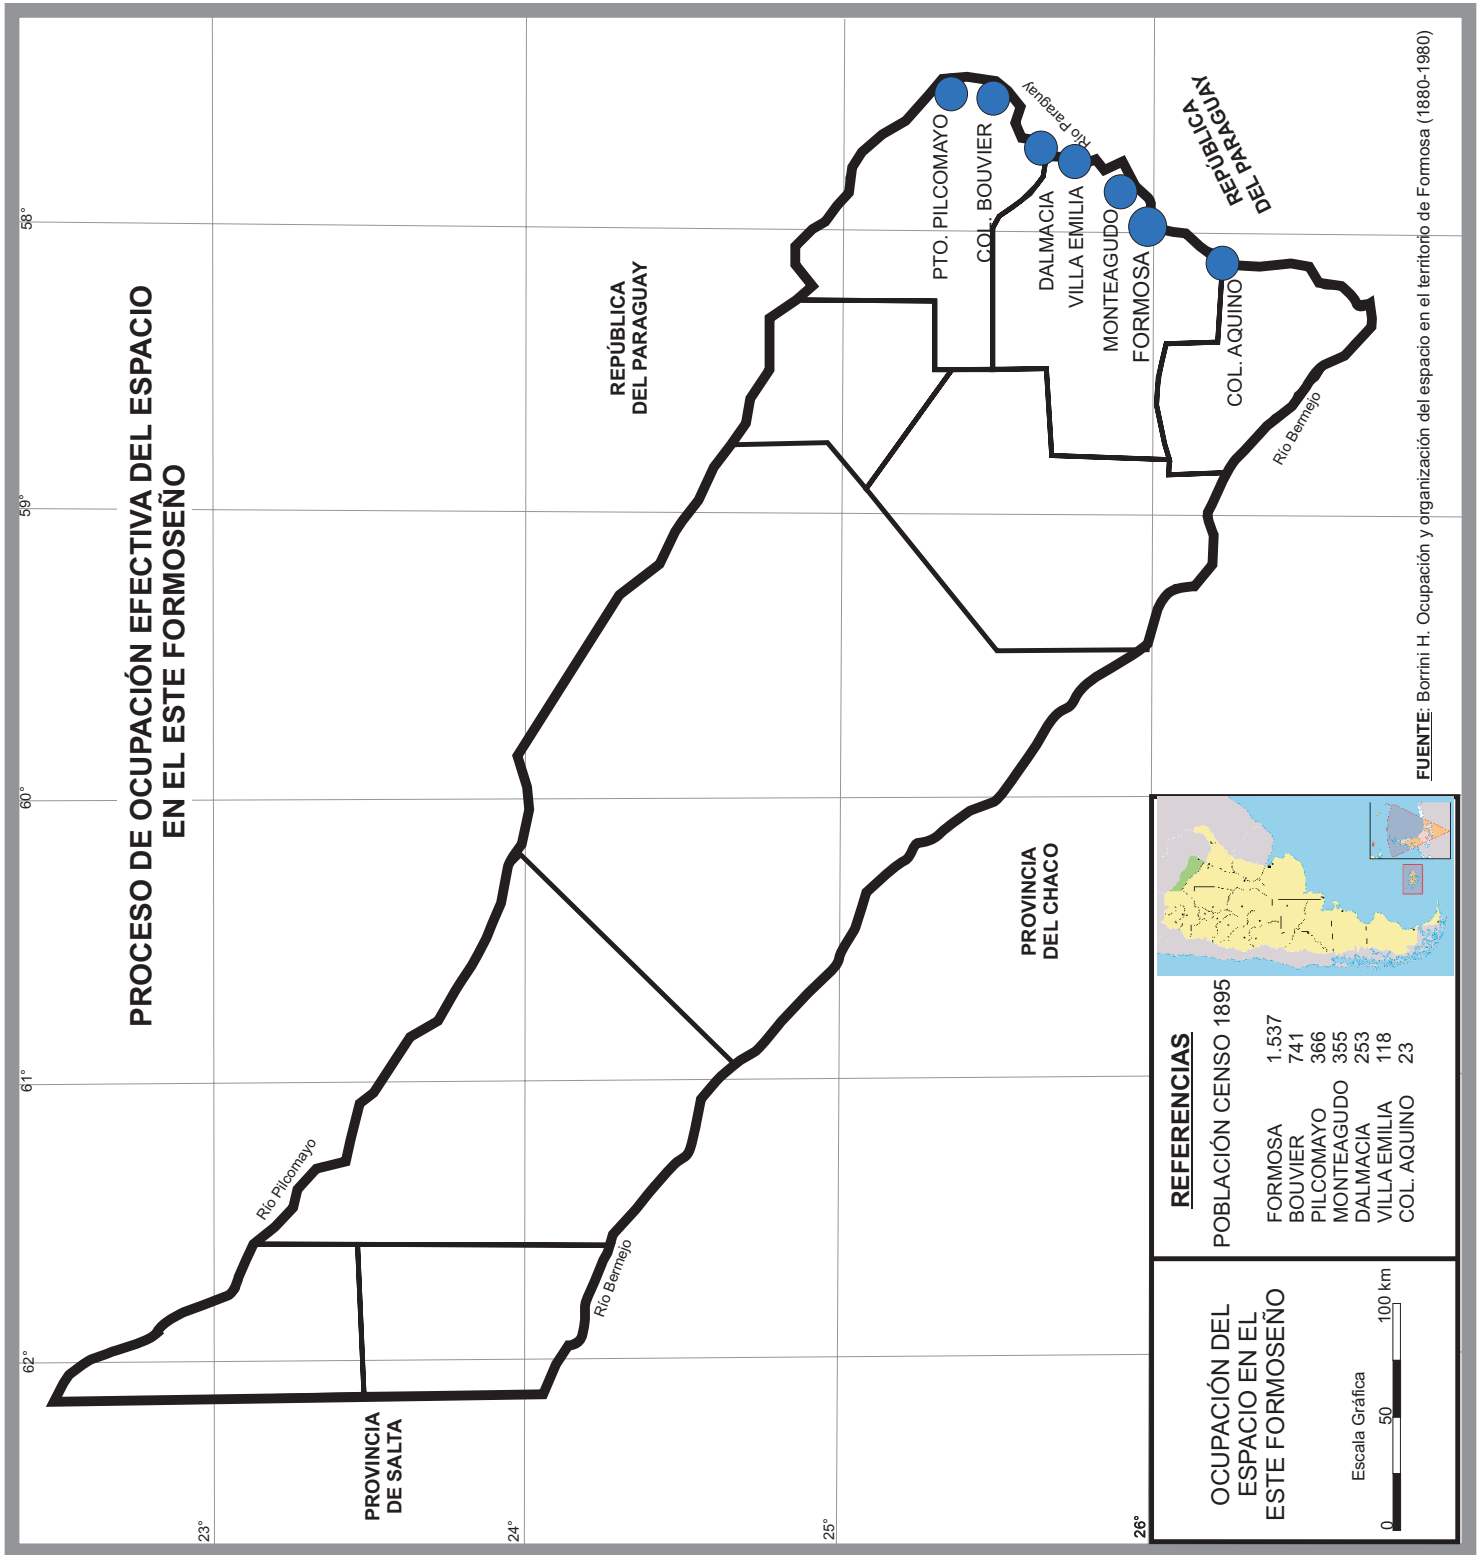 PROCESO DE OCUPACIÓN EFECTIVA DEL ESPACIO
EN EL ESTE FORMOSEÑO
62°
61°
60°
59°
58°
23°
24°
25°
26°
REPÚBLICA
DEL PARAGUAY
Río Pilcomayo
PROVINCIA
DE SALTA
Río Bermejo
PROVINCIA
DEL CHACO
PTO. PILCOMAYO
COL. BOUVIER
Río Paraguay
DALMACIA
VILLA EMILIA
MONTEAGUDO
FORMOSA
COL. AQUINO
REPÚBLICA
DEL PARAGUAY
Río Bermejo
OCUPACIÓN DEL
ESPACIO EN EL
ESTE FORMOSEÑO
Escala Gráfica
0 50 100 km
REFERENCIAS
POBLACIÓN CENSO 1895
FORMOSA 1.537
BOUVIER 741
PILCOMAYO 366
MONTEAGUDO 355
DALMACIA 253
VILLA EMILIA 118
COL. AQUINO 23
FUENTE: Borrini H. Ocupación y organización del espacio en el territorio de Formosa (1880-1980)